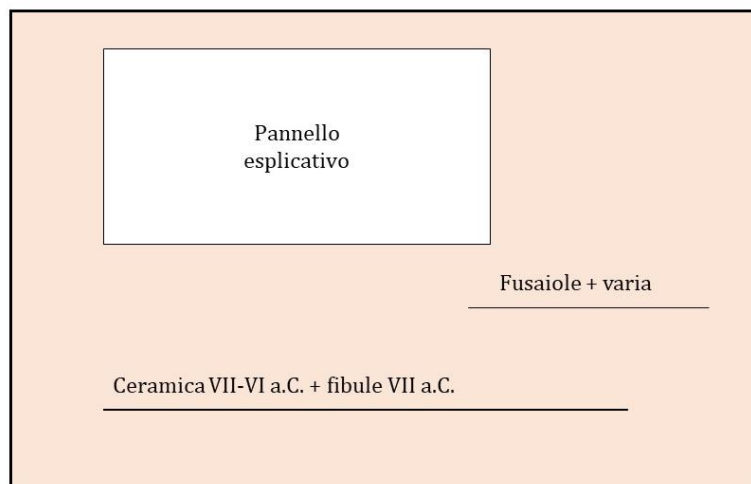 Pannello
esplicativo
Fusaiole + varia
Ceramica VII-VI a.C. + fibule VII a.C.